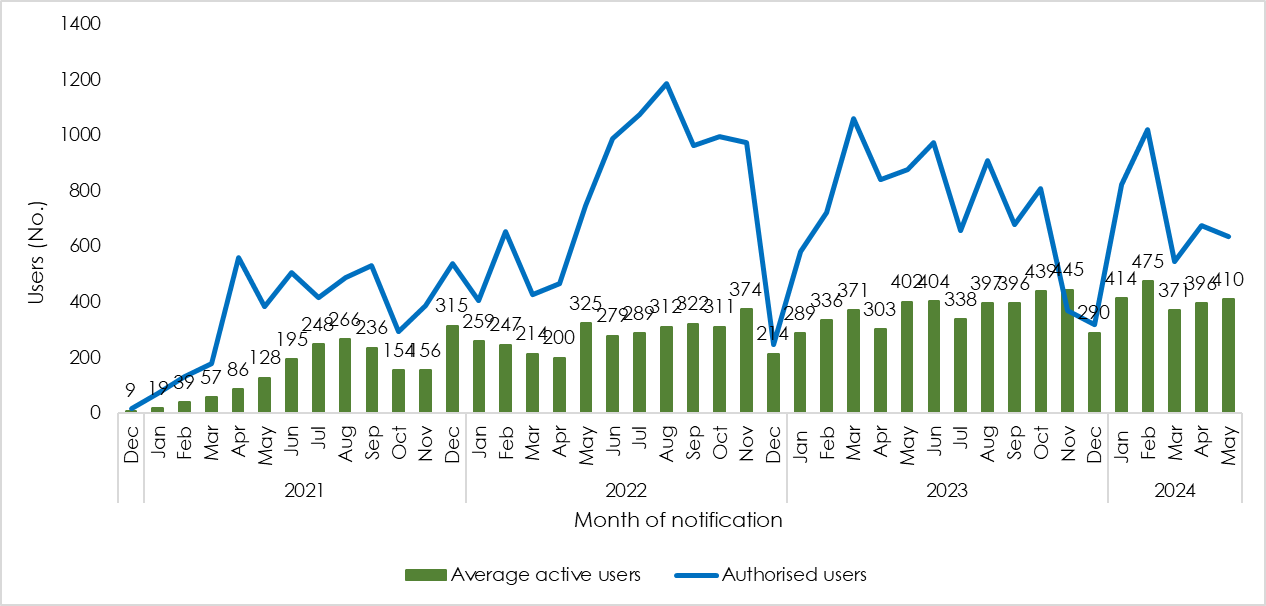 1400
1200
1000
800
600
400
200
0
Users (No.)
9 19 39 57 86 128 195 248 266 236 154 156 315 259 247 214 200 325 279 289 312 322 311 374 214 289 336 371 303 402 404 338 397 396 439 445 290 414 475 371 396 410
Dec Jan Feb Mar Apr May Jun Jul Aug Sep Oct Nov Dec Jan Feb Mar Apr May Jun Jul Aug Sep Oct Nov Dec Jan Feb Mar Apr May Jun Jul Aug Sep Oct Nov Dec Jan Feb Mar Apr May
2021 2022 2023 2024
Month of notification
Average active users Authorised users